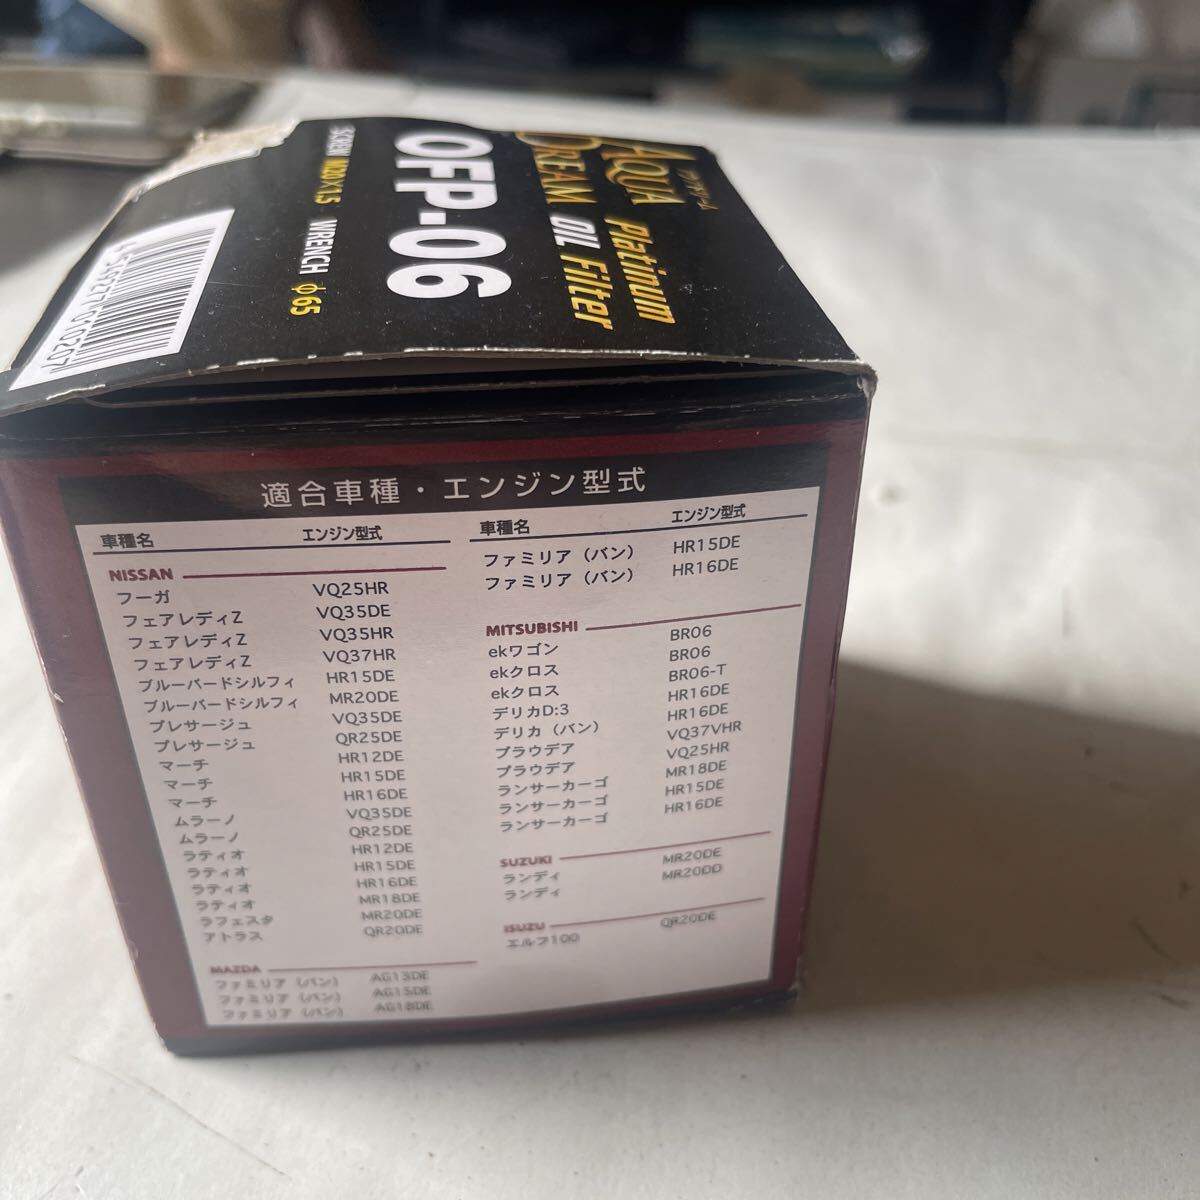 アクアドリーム
AQUA Platinum
DREAM OIL Filter
OFP-06
SCREW M20×1.5 WRENCH φ65
適合車種・エンジン型式
車種名 エンジン型式
NISSAN
フーガ VQ25HR
フェアレディZ VQ35DE
フェアレディZ VQ35HR
フェアレディZ VQ37HR
ブルーバードシルフィ HR15DE
ブルーバードシルフィ MR20DE
プレサージュ VQ35DE
プレサージュ QR25DE
マーチ HR12DE
マーチ HR15DE
マーチ HR16DE
ムラーノ VQ35DE
ムラーノ QR25DE
ラティオ HR12DE
ラティオ HR15DE
ラティオ HR16DE
ラティオ MR18DE
ラフェスタ MR20DE
アトラス QR20DE
MAZDA
ファミリア（バン） AG13DE
ファミリア（バン） AG15DE
ファミリア（バン） AG18DE
車種名 エンジン型式
ファミリア（バン） HR15DE
ファミリア（バン） HR16DE
MITSUBISHI
ekワゴン BR06
ekクロス BR06
ekクロス BR06-T
デリカD:3 HR16DE
デリカ（バン） HR16DE
プラウデア VQ37VHR
プラウデア VQ25HR
ランサーカーゴ MR18DE
ランサーカーゴ HR15DE
ランサーカーゴ HR16DE
SUZUKI
ランディ MR20DE
ランディ MR20DD
ISUZU
エルフ100 QR20DE